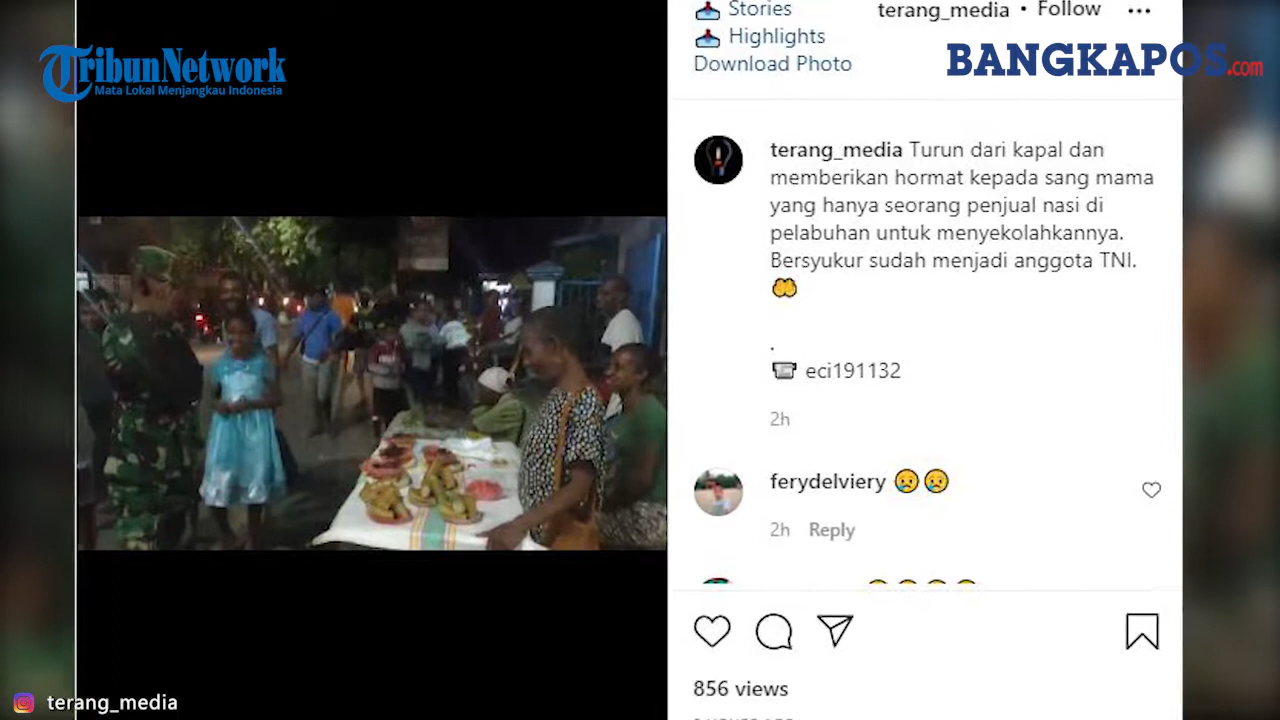 TribunNetwork
Mata Lokal Menjangkau Indonesia
Stories
Highlights
Download Photo
terang_media • Follow
BANGKAPOS.com
terang_media Turun dari kapal dan
memberikan hormat kepada sang mama
yang hanya seorang penjual nasi di
pelabuhan untuk menyekolahkannya.
Bersyukur sudah menjadi anggota TNI.
🤲
.
📹 eci191132
2h
ferydelviery 😢😢
2h Reply
856 views
terang_media